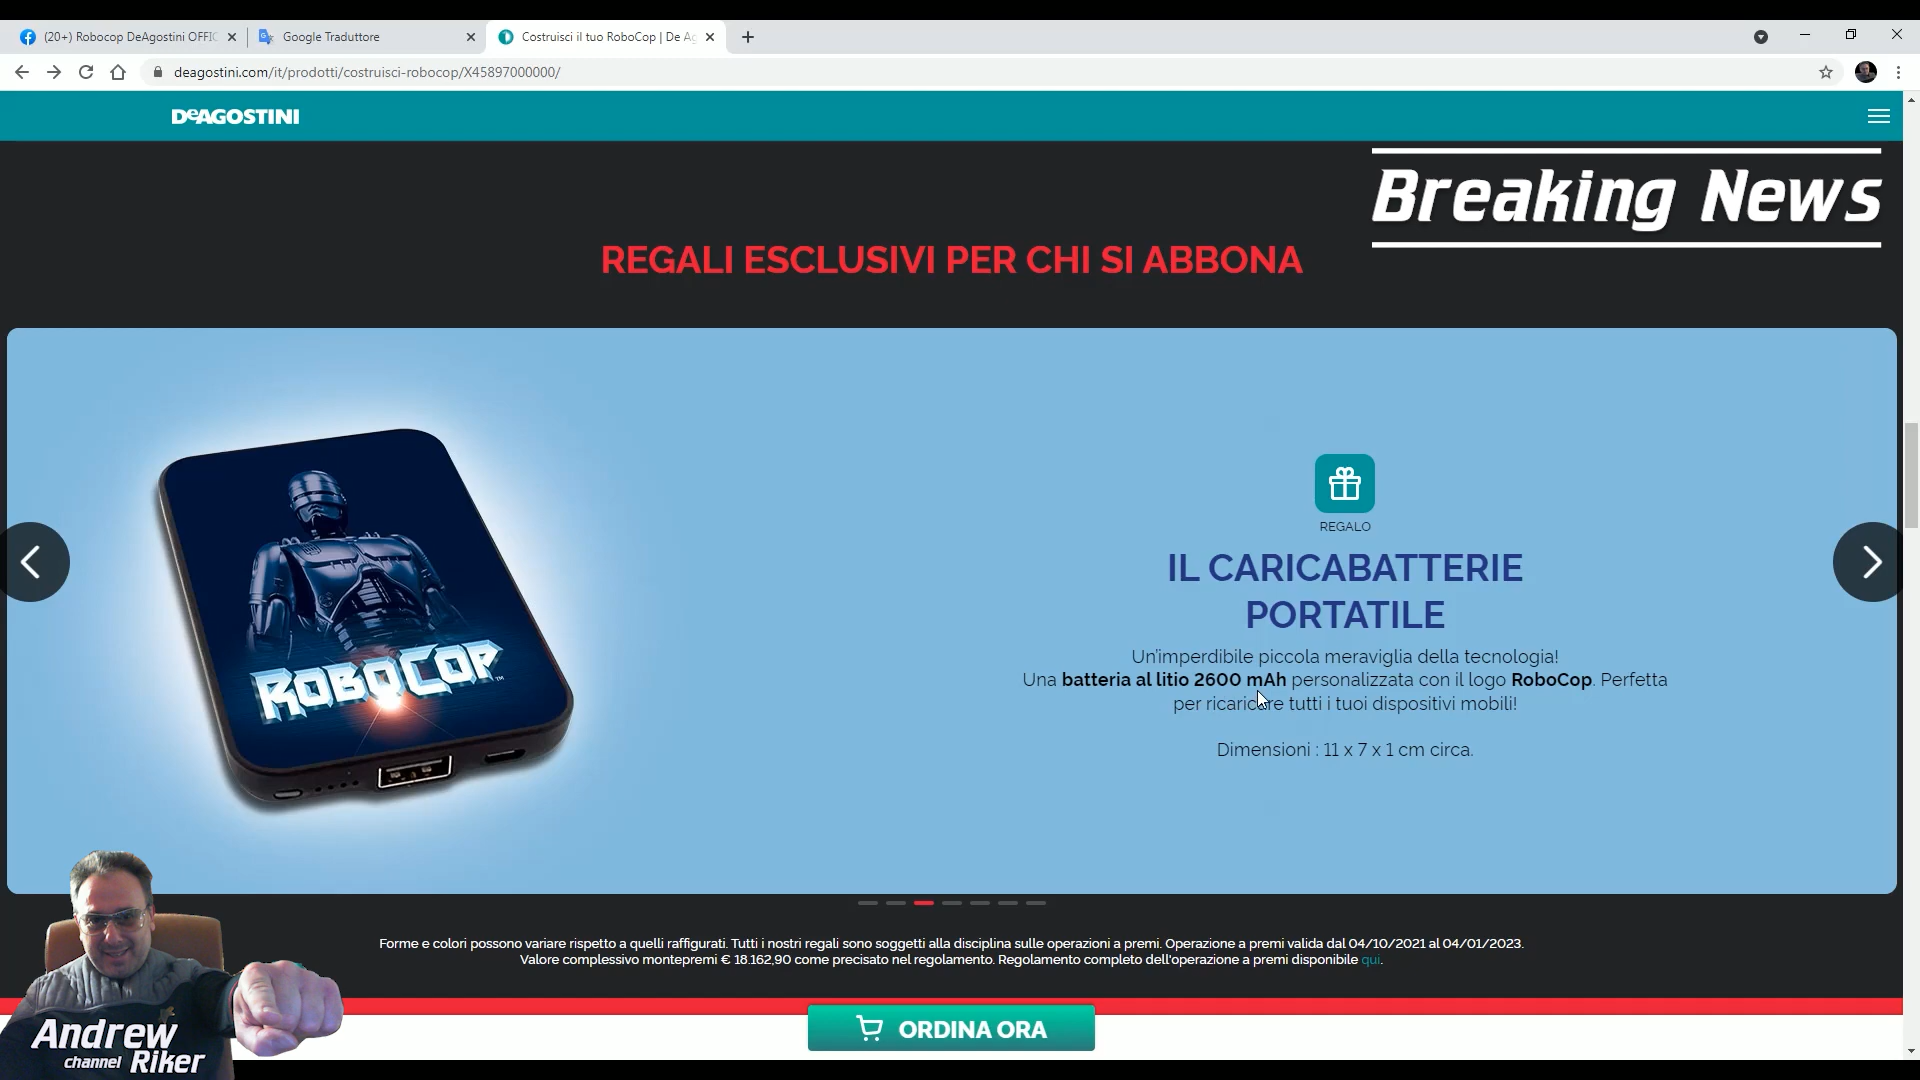 (20+) Robocop DeAgostini OFFIC
Google Traduttore
Costruisci il tuo RoboCop | De Ag
deagostini.com/it/prodotti/costruisci-robocop/X45897000000/
DeAGOSTINI
Breaking News
REGALI ESCLUSIVI PER CHI SI ABBONA
REGALO
IL CARICABATTERIE
PORTATILE
Un'imperdibile piccola meraviglia della tecnologia!
Una batteria al litio 2600 mAh personalizzata con il logo RoboCop. Perfetta
per ricaricare tutti i tuoi dispositivi mobili!
Dimensioni : 11 x 7 x 1 cm circa.
ROBOCOP™
Forme e colori possono variare rispetto a quelli raffigurati. Tutti i nostri regali sono soggetti alla disciplina sulle operazioni a premi. Operazione a premi valida dal 04/10/2021 al 04/01/2023.
Valore complessivo montepremi € 18.162,90 come precisato nel regolamento. Regolamento completo dell'operazione a premi disponibile qui.
ORDINA ORA
Andrew
channel Riker